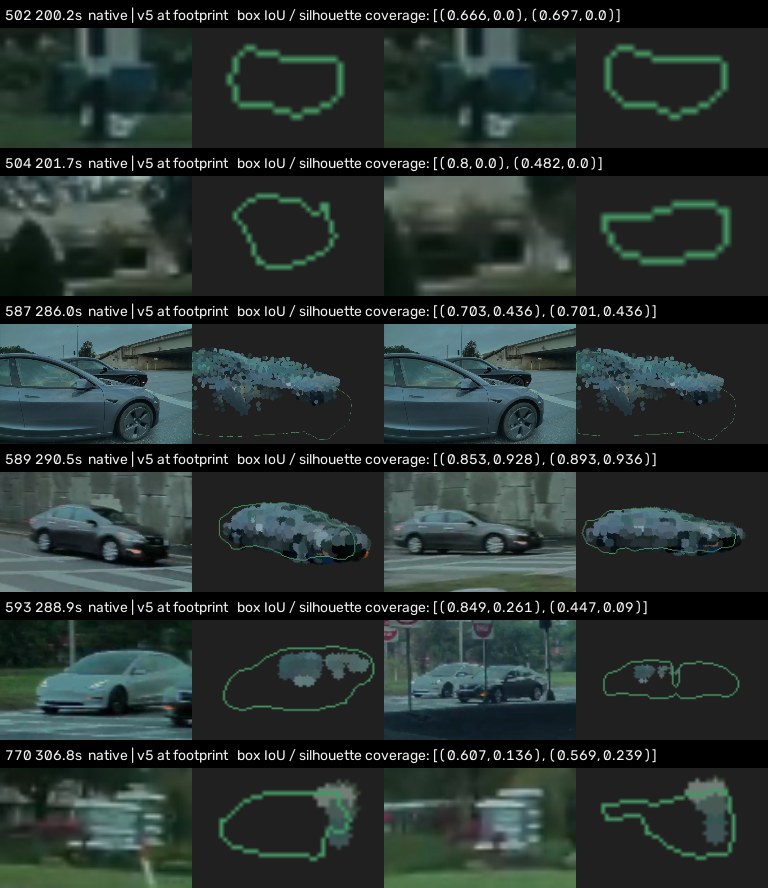 502 200.2s native | v5 at footprint box IoU / silhouette coverage: [(0.666, 0.0), (0.697, 0.0)]
504 201.7s native | v5 at footprint box IoU / silhouette coverage: [(0.8, 0.0), (0.482, 0.0)]
587 286.0s native | v5 at footprint box IoU / silhouette coverage: [(0.703, 0.436), (0.701, 0.436)]
589 290.5s native | v5 at footprint box IoU / silhouette coverage: [(0.853, 0.928), (0.893, 0.936)]
593 288.9s native | v5 at footprint box IoU / silhouette coverage: [(0.849, 0.261), (0.447, 0.09)]
770 306.8s native | v5 at footprint box IoU / silhouette coverage: [(0.607, 0.136), (0.569, 0.239)]